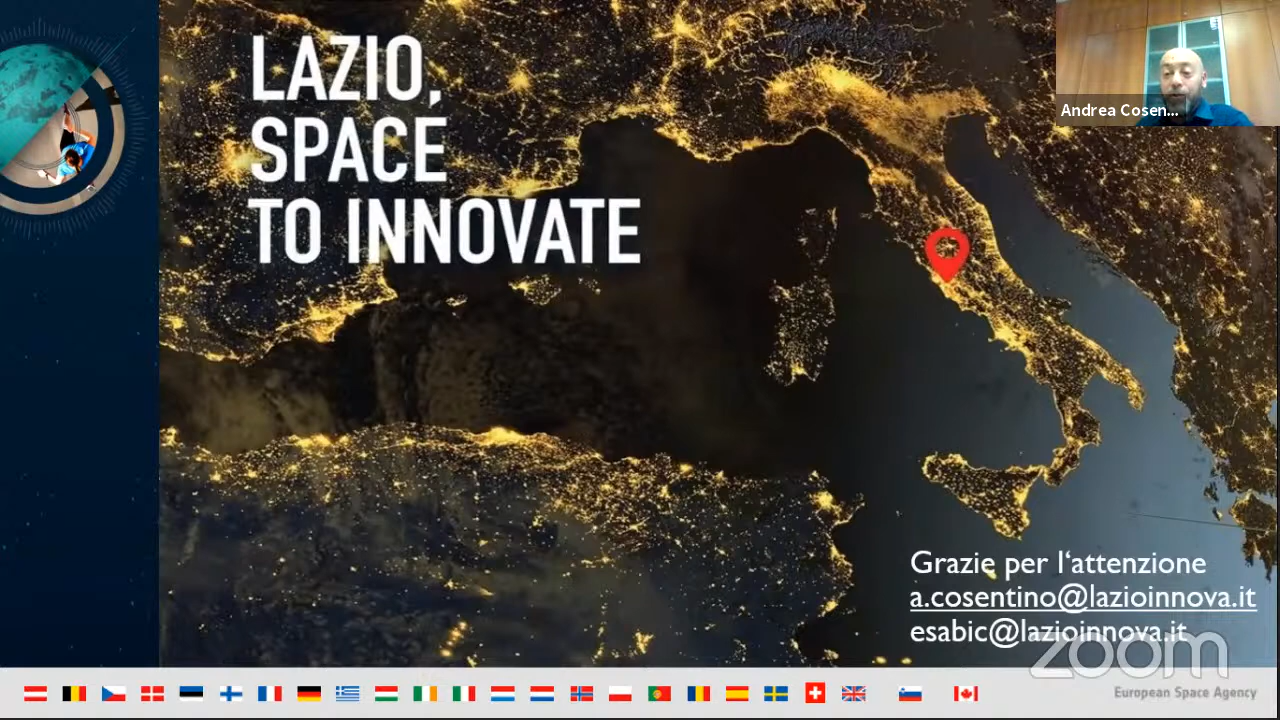 LAZIO,
SPACE
TO INNOVATE
Andrea Cosen...
Grazie per l‘attenzione
a.cosentino@lazioinnova.it
esabic@lazioinnova.it
zoom
European Space Agency